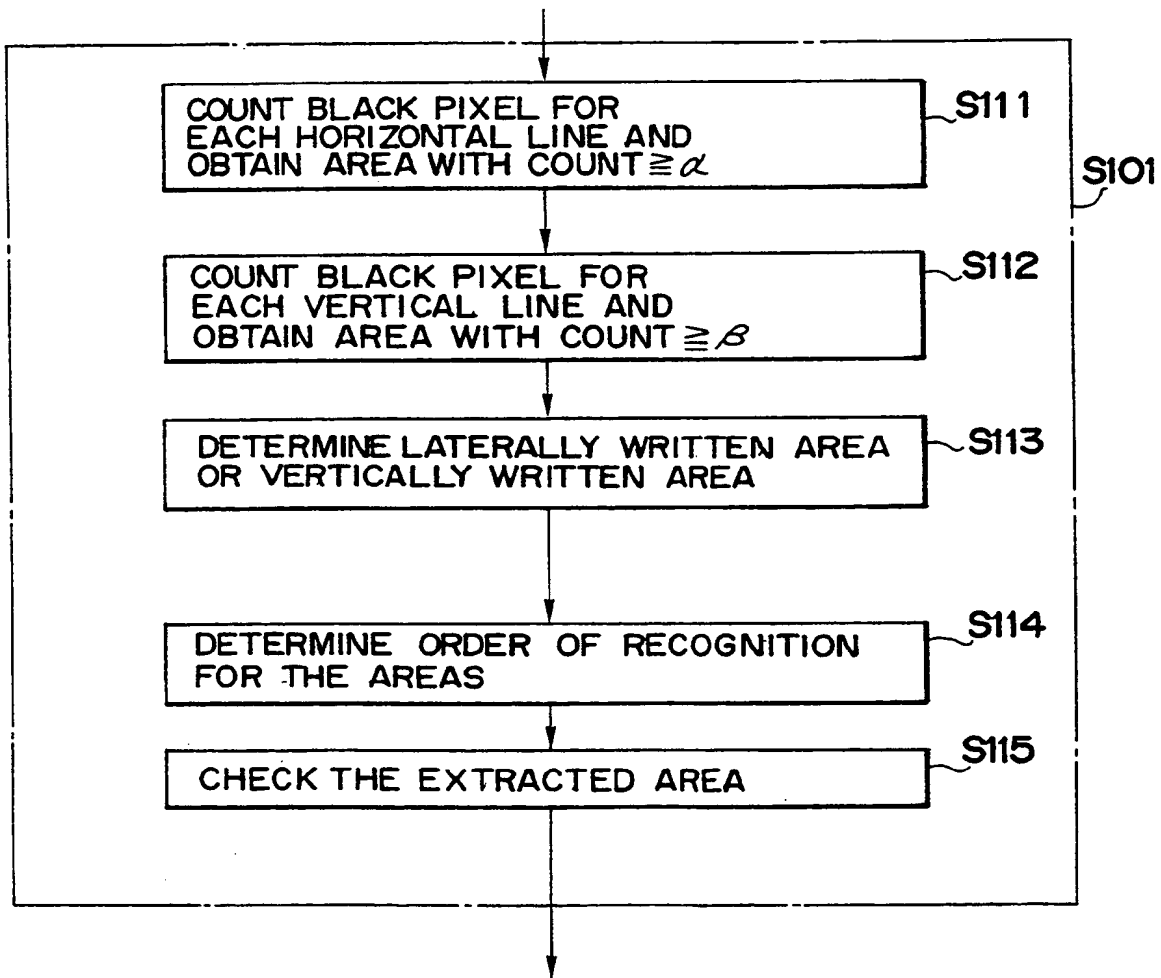 COUNT BLACK PIXEL FOR
EACH HORIZONTAL LINE AND
OBTAIN AREA WITH COUNT ≧ α
S111
S101
COUNT BLACK PIXEL FOR
EACH VERTICAL LINE AND
OBTAIN AREA WITH COUNT ≧ β
S112
DETERMINE LATERALLY WRITTEN AREA
OR VERTICALLY WRITTEN AREA
S113
DETERMINE ORDER OF RECOGNITION
FOR THE AREAS
S114
CHECK THE EXTRACTED AREA
S115